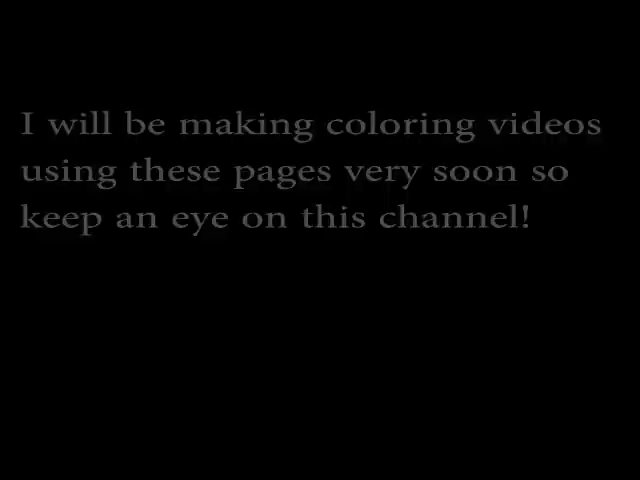 I will be making coloring videos
using these pages very soon so
keep an eye on this channel!